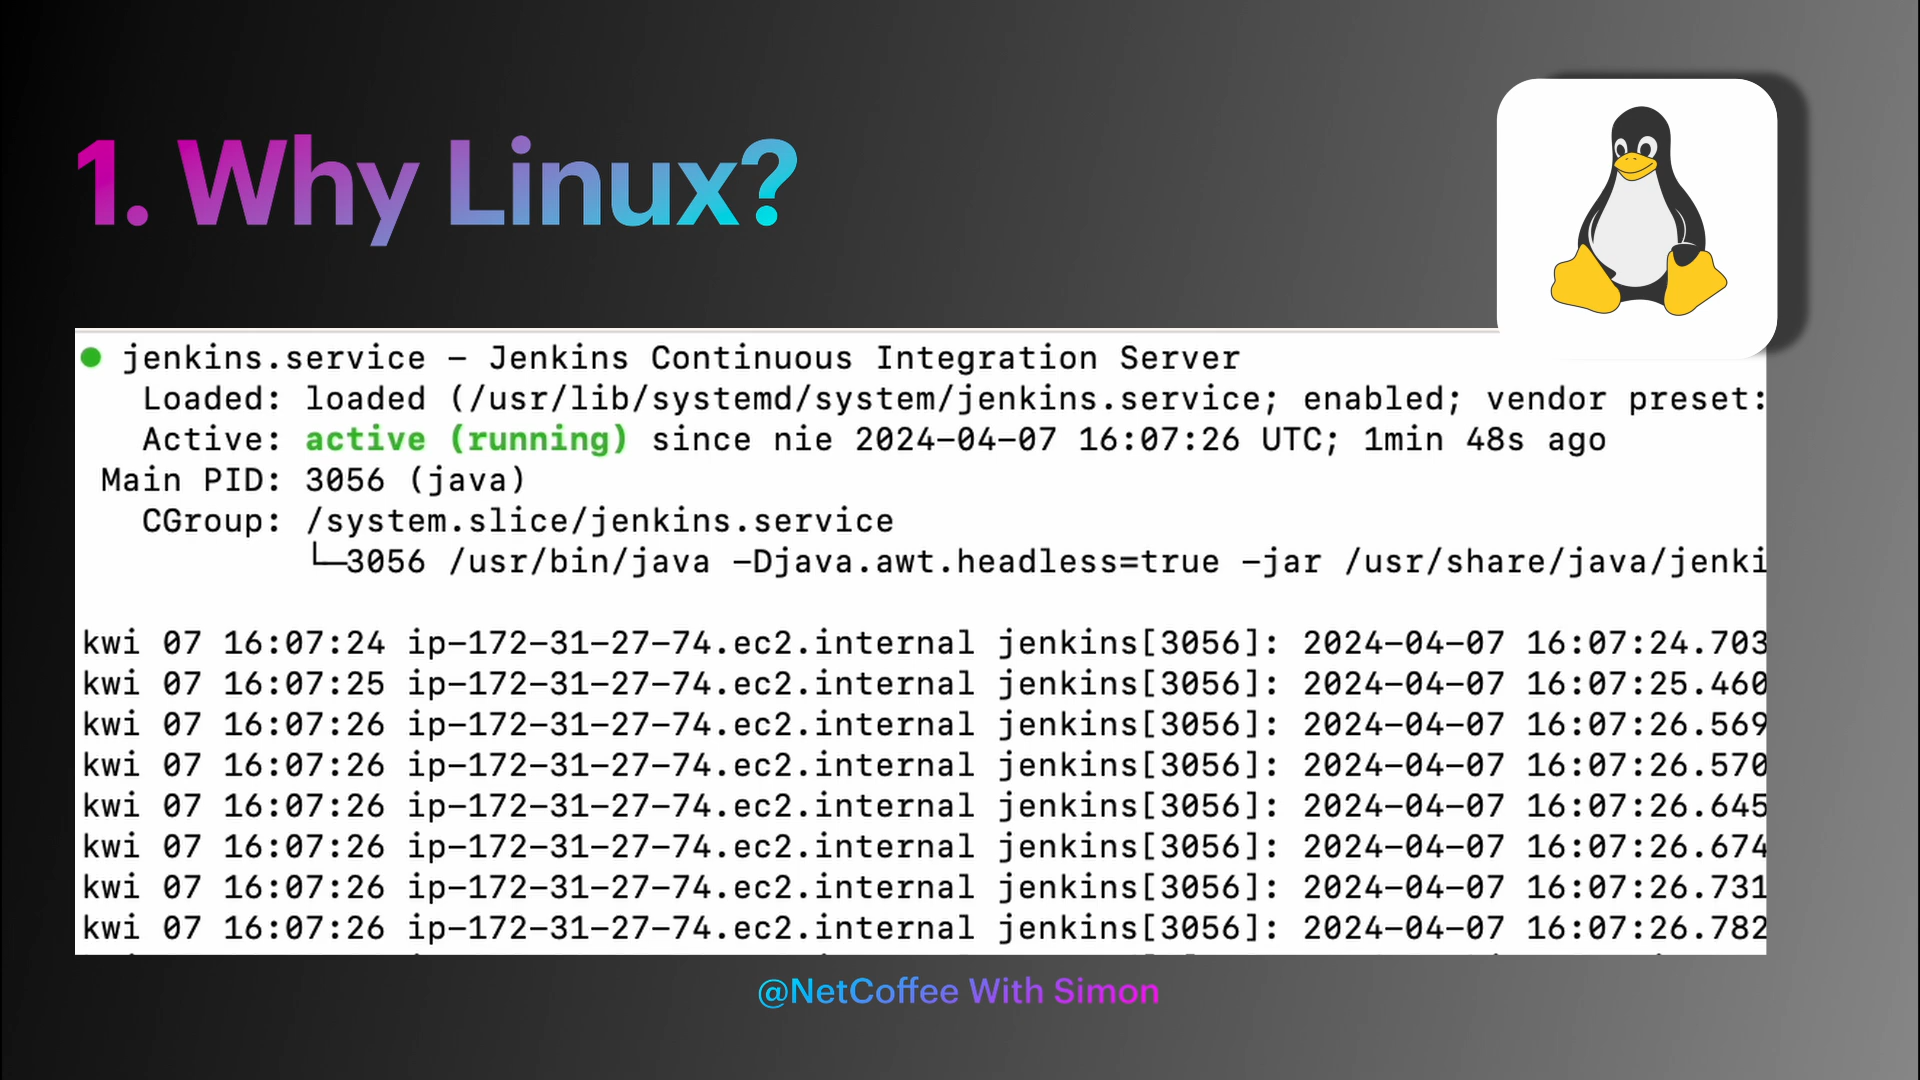 1. Why Linux?
● jenkins.service – Jenkins Continuous Integration Server
Loaded: loaded (/usr/lib/systemd/system/jenkins.service; enabled; vendor preset:
Active: active (running) since nie 2024-04-07 16:07:26 UTC; 1min 48s ago
Main PID: 3056 (java)
CGroup: /system.slice/jenkins.service
└─3056 /usr/bin/java -Djava.awt.headless=true -jar /usr/share/java/jenki
kwi 07 16:07:24 ip-172-31-27-74.ec2.internal jenkins[3056]: 2024-04-07 16:07:24.703
kwi 07 16:07:25 ip-172-31-27-74.ec2.internal jenkins[3056]: 2024-04-07 16:07:25.460
kwi 07 16:07:26 ip-172-31-27-74.ec2.internal jenkins[3056]: 2024-04-07 16:07:26.569
kwi 07 16:07:26 ip-172-31-27-74.ec2.internal jenkins[3056]: 2024-04-07 16:07:26.570
kwi 07 16:07:26 ip-172-31-27-74.ec2.internal jenkins[3056]: 2024-04-07 16:07:26.645
kwi 07 16:07:26 ip-172-31-27-74.ec2.internal jenkins[3056]: 2024-04-07 16:07:26.674
kwi 07 16:07:26 ip-172-31-27-74.ec2.internal jenkins[3056]: 2024-04-07 16:07:26.731
kwi 07 16:07:26 ip-172-31-27-74.ec2.internal jenkins[3056]: 2024-04-07 16:07:26.782
@NetCoffee With Simon